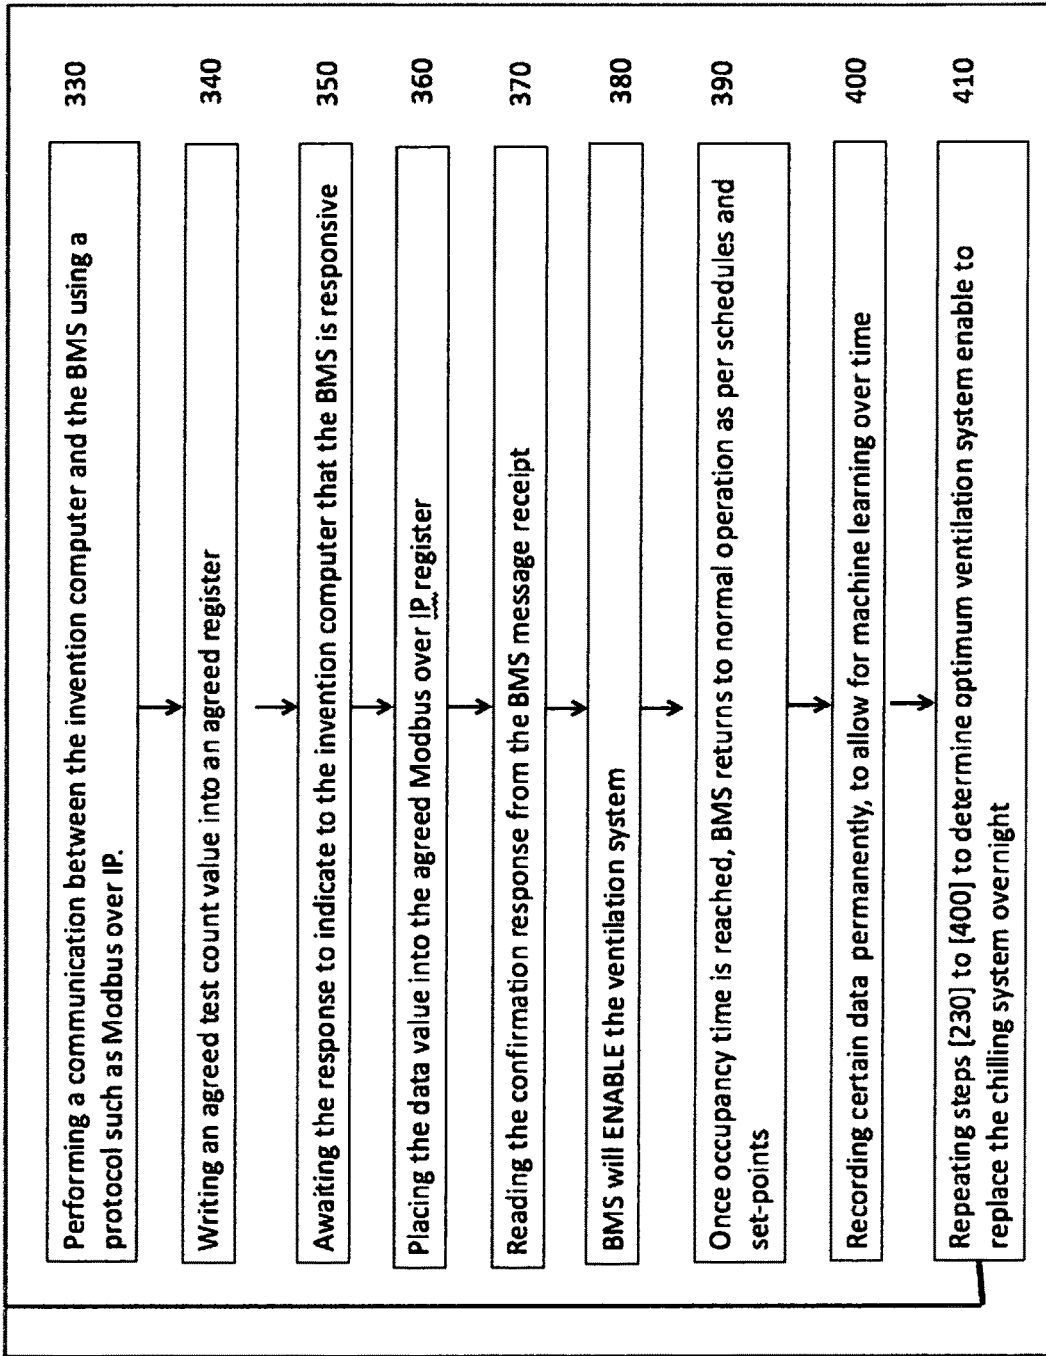 Performing a communication between the invention computer and the BMS using a
protocol such as Modbus over IP.
330
Writing an agreed test count value into an agreed register
340
Awaiting the response to indicate to the invention computer that the BMS is responsive
350
Placing the data value into the agreed Modbus over IP register
360
Reading the confirmation response from the BMS message receipt
370
BMS will ENABLE the ventilation system
380
Once occupancy time is reached, BMS returns to normal operation as per schedules and
set-points
390
Recording certain data permanently, to allow for machine learning over time
400
Repeating steps [230] to [400] to determine optimum ventilation system enable to
replace the chilling system overnight
410